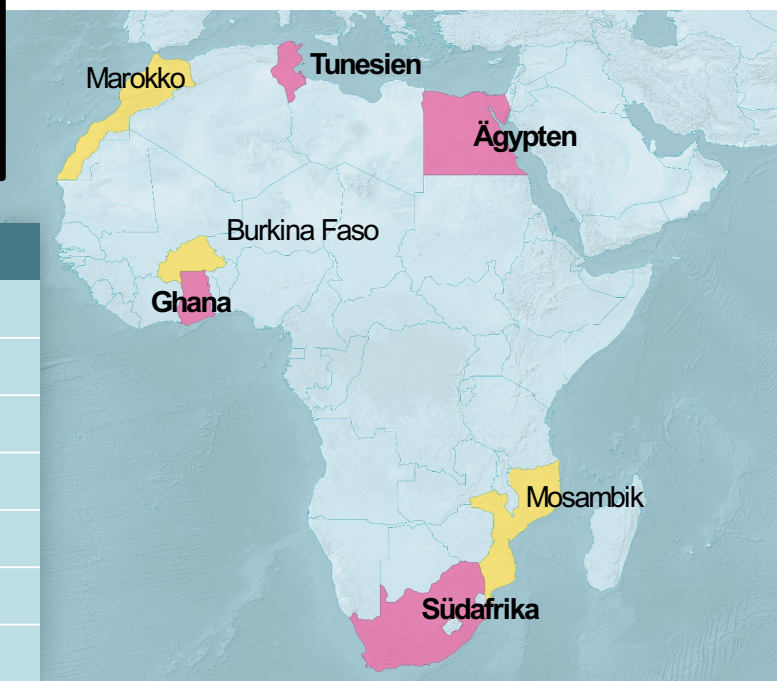 Tunesien
Marokko
Ägypten
Burkina Faso
Ghana
Mosambik
Südafrika